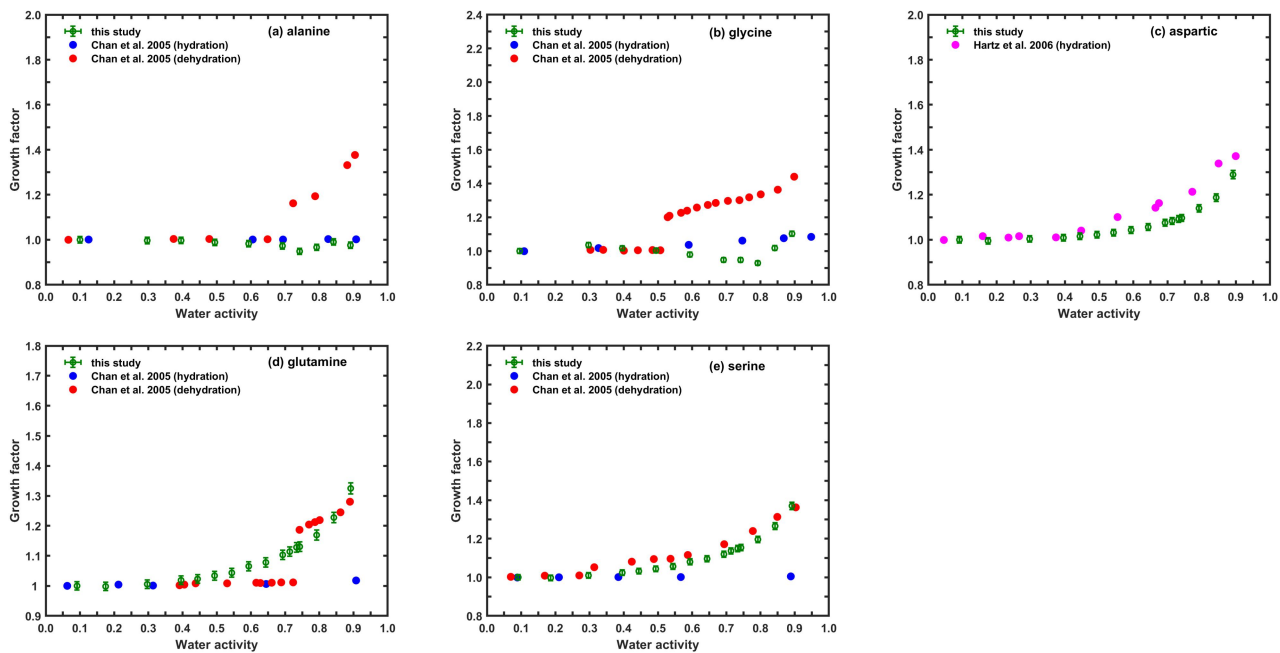 (a) alanine
this study
Chan et al. 2005 (hydration)
Chan et al. 2005 (dehydration)
Growth factor
2.0
1.8
1.6
1.4
1.2
1.0
0.8
0.0 0.1 0.2 0.3 0.4 0.5 0.6 0.7 0.8 0.9 1.0
Water activity
(b) glycine
this study
Chan et al. 2005 (hydration)
Chan et al. 2005 (dehydration)
Growth factor
2.4
2.2
2.0
1.8
1.6
1.4
1.2
1.0
0.8
0.0 0.1 0.2 0.3 0.4 0.5 0.6 0.7 0.8 0.9 1.0
Water activity
(c) aspartic
this study
Hartz et al. 2006 (hydration)
Growth factor
2.0
1.8
1.6
1.4
1.2
1.0
0.8
0.0 0.1 0.2 0.3 0.4 0.5 0.6 0.7 0.8 0.9 1.0
Water activity
(d) glutamine
this study
Chan et al. 2005 (hydration)
Chan et al. 2005 (dehydration)
Growth factor
1.8
1.7
1.6
1.5
1.4
1.3
1.2
1.1
1
0.9
0.0 0.1 0.2 0.3 0.4 0.5 0.6 0.7 0.8 0.9 1.0
Water activity
(e) serine
this study
Chan et al. 2005 (hydration)
Chan et al. 2005 (dehydration)
Growth factor
2.2
2.0
1.8
1.6
1.4
1.2
1.0
0.8
0.0 0.1 0.2 0.3 0.4 0.5 0.6 0.7 0.8 0.9 1.0
Water activity